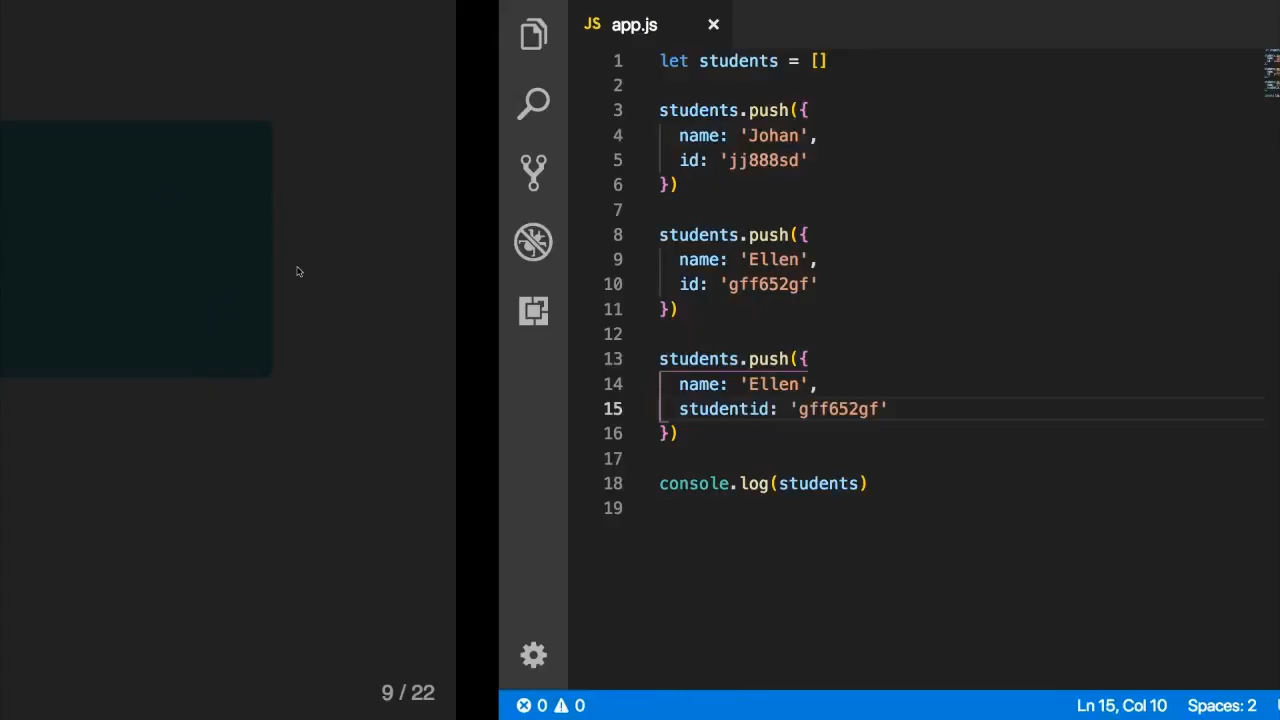 9 / 22
JS app.js
1 let students = []
2
3 students.push({
4 name: 'Johan',
5 id: 'jj888sd'
6 })
7
8 students.push({
9 name: 'Ellen',
10 id: 'gff652gf'
11 })
12
13 students.push({
14 name: 'Ellen',
15 studentid: 'gff652gf'
16 })
17
18 console.log(students)
19
0 0 Ln 15, Col 10 Spaces: 2